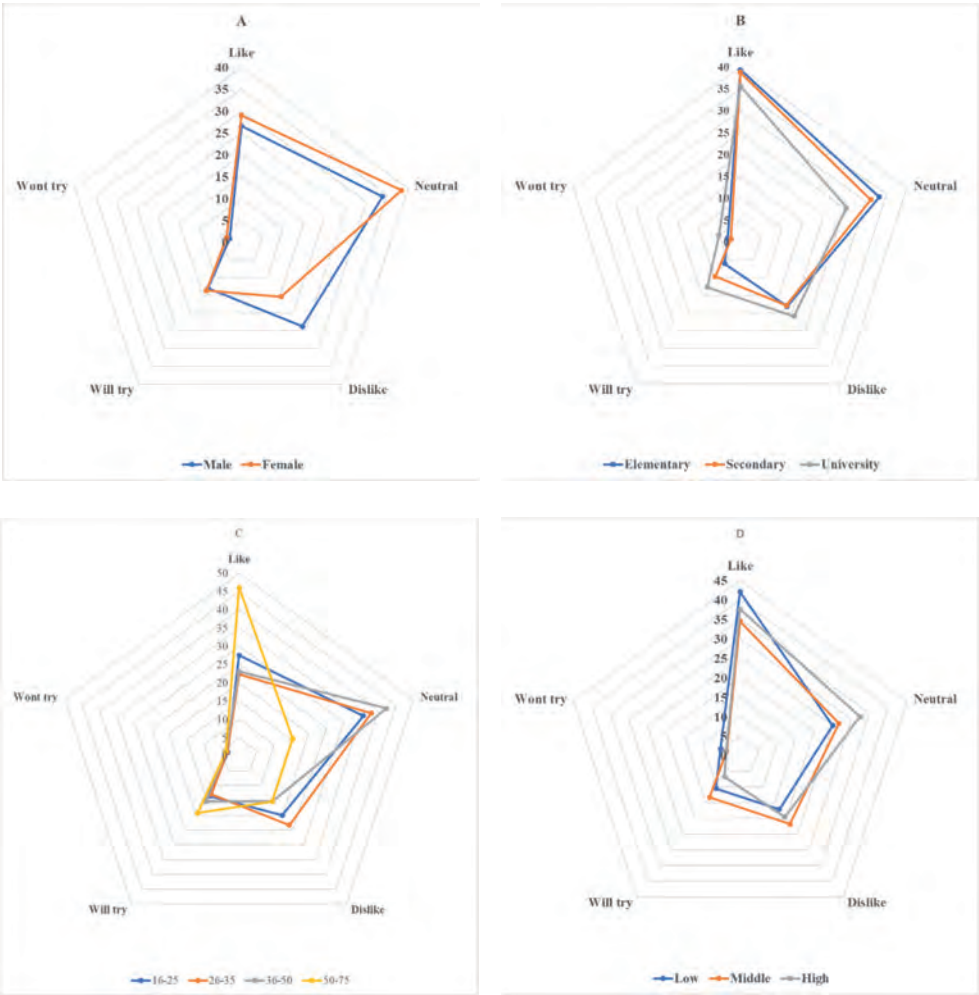 A
Like
40
35
30
25
20
15
10
5
0
Neutral
Dislike
Will try
Wont try
Male Female
B
Like
40
35
30
25
20
15
10
5
0
Neutral
Dislike
Will try
Wont try
Elementary Secondary University
C
Like
50
45
40
35
30
25
20
15
10
5
Neutral
Dislike
Will try
Wont try
16-25 26-35 36-50 50-75
D
Like
45
40
35
30
25
20
15
10
5
0
Neutral
Dislike
Will try
Wont try
Low Middle High